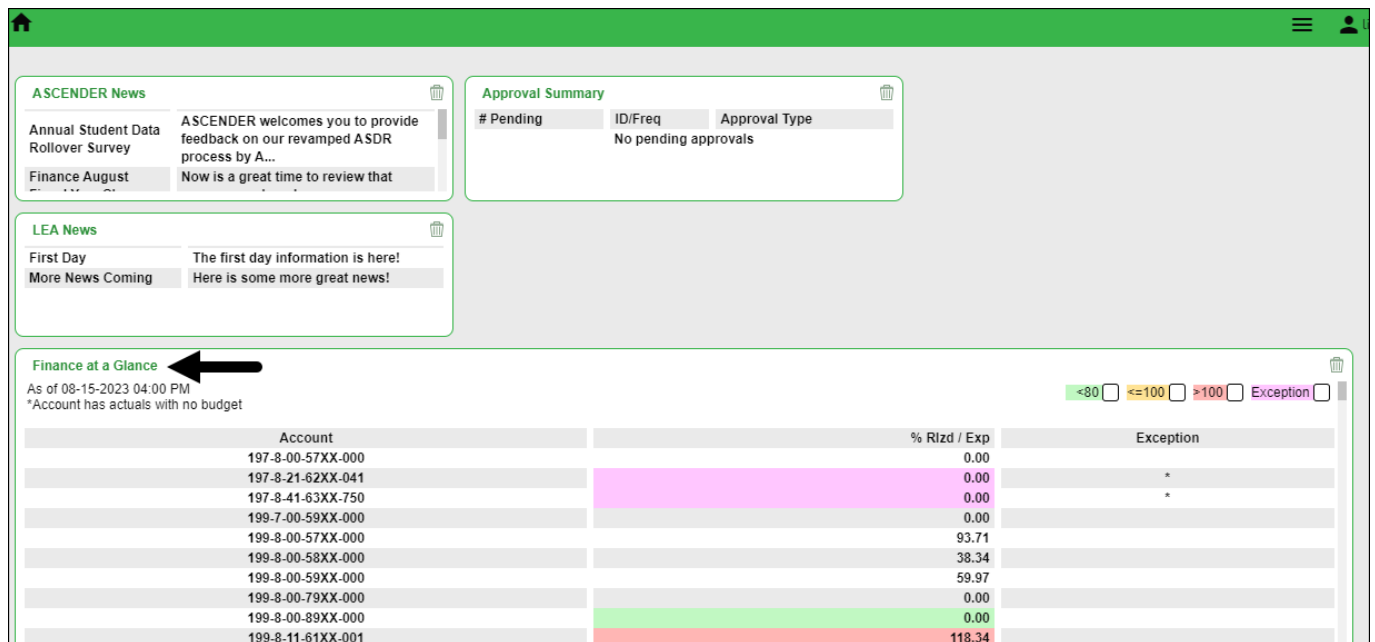 ASCENDER News
Annual Student Data
Rollover Survey
ASCENDER welcomes you to provide
feedback on our revamped ASDR
process by A...
Finance August
Now is a great time to review that
Approval Summary
# Pending ID/Freq Approval Type
No pending approvals
LEA News
First Day The first day information is here!
More News Coming Here is some more great news!
Finance at a Glance
As of 08-15-2023 04:00 PM
*Account has actuals with no budget
<80 <=100 >100 Exception
Account % Rlzd / Exp Exception
197-8-00-57XX-000 0.00
197-8-21-62XX-041 0.00 *
197-8-41-63XX-750 0.00 *
199-7-00-59XX-000 0.00
199-8-00-57XX-000 93.71
199-8-00-58XX-000 38.34
199-8-00-59XX-000 59.97
199-8-00-79XX-000 0.00
199-8-00-89XX-000 0.00
199-8-11-61XX-001 118.34